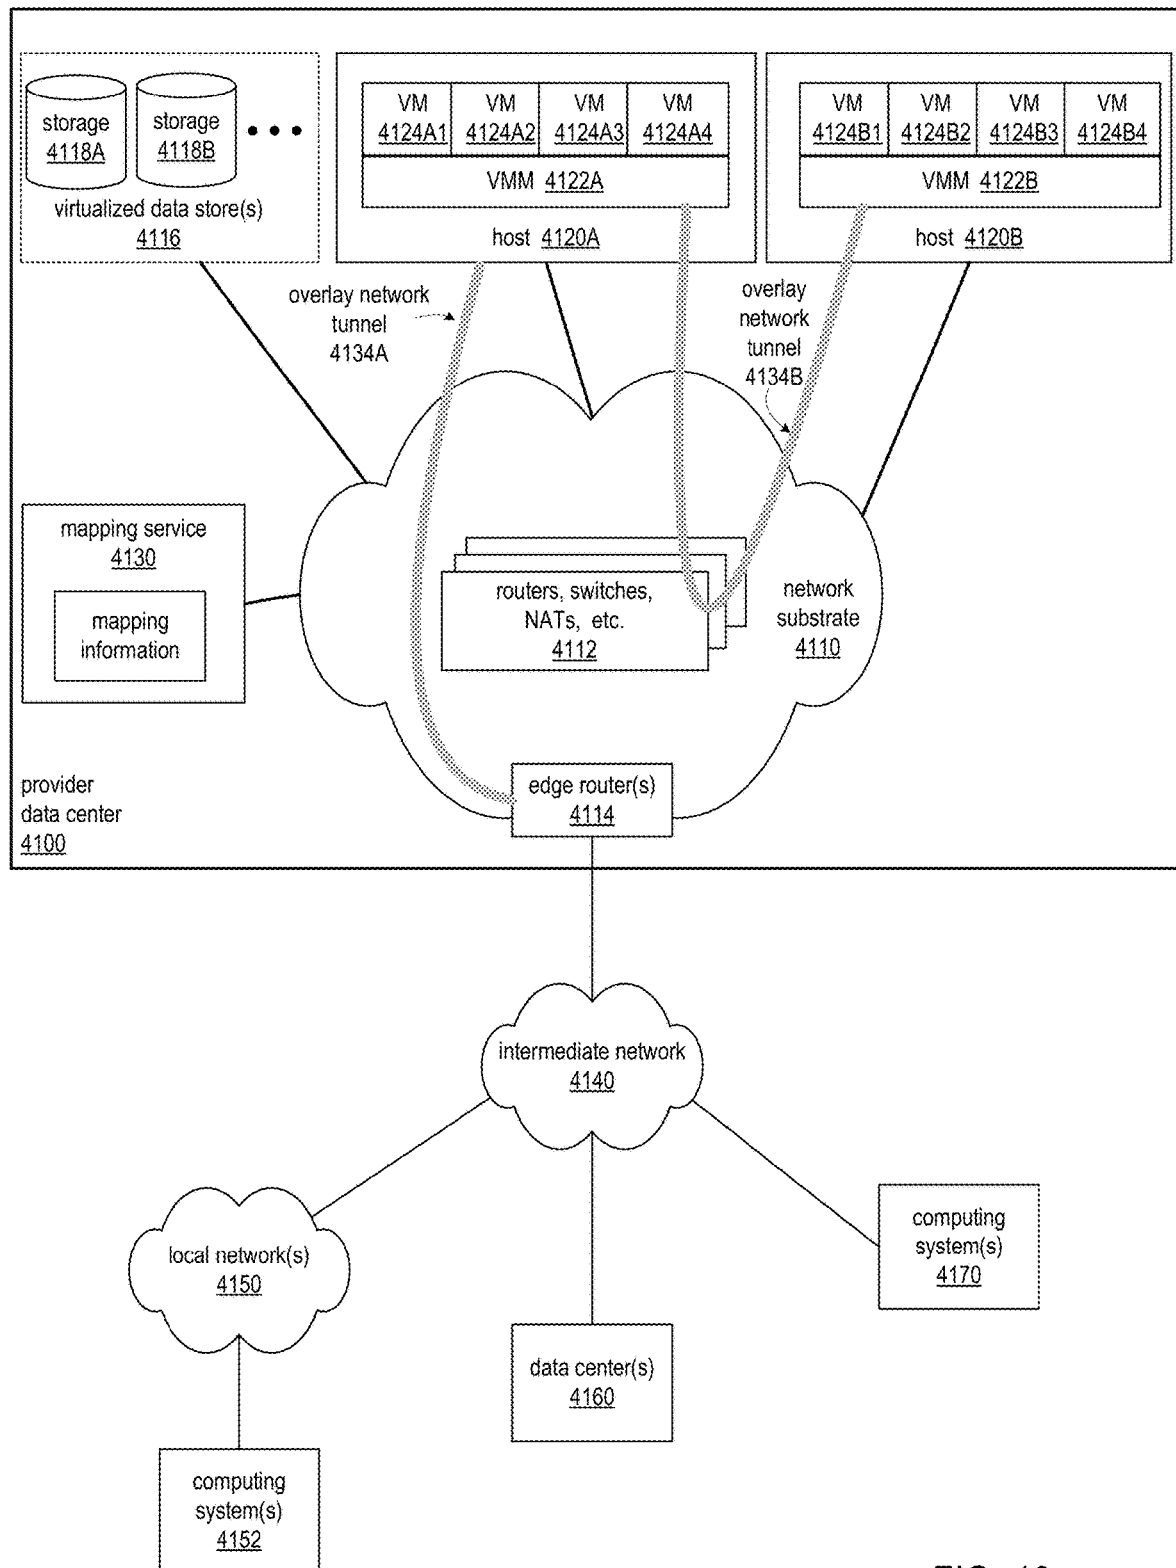 storage
4118A
storage
4118B
virtualized data store(s)
4116
VM
4124A1
VM
4124A2
VM
4124A3
VM
4124A4
VMM 4122A
host 4120A
VM
4124B1
VM
4124B2
VM
4124B3
VM
4124B4
VMM 4122B
host 4120B
overlay network
tunnel
4134A
overlay
network
tunnel
4134B
mapping service
4130
mapping
information
routers, switches,
NATs, etc.
4112
network
substrate
4110
edge router(s)
4114
provider
data center
4100
intermediate network
4140
local network(s)
4150
computing
system(s)
4170
data center(s)
4160
computing
system(s)
4152